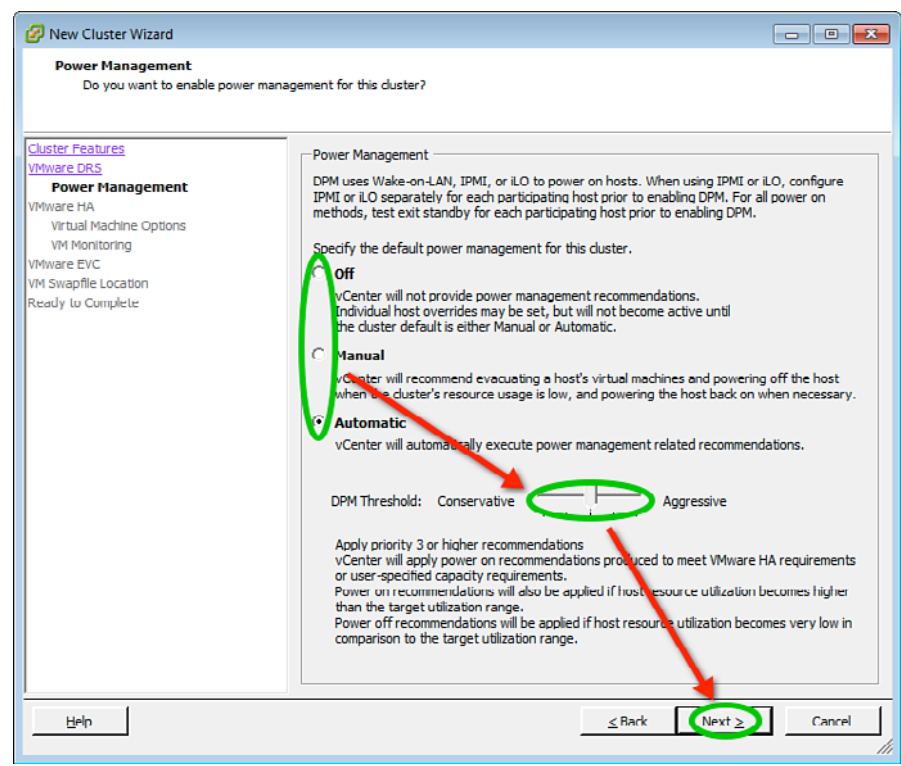 New Cluster Wizard
Power Management
Do you want to enable power management for this cluster?
Cluster Features
VMware DRS
Power Management
VMware HA
Virtual Machine Options
VM Monitoring
VMware EVC
VM Swapfile Location
Ready to Complete
Power Management
DPM uses Wake-on-LAN, IPMI, or iLO to power on hosts. When using IPMI or iLO, configure
IPMI or iLO separately for each participating host prior to enabling DPM. For all power on
methods, test exit standby for each participating host prior to enabling DPM.
Specify the default power management for this cluster.
Off
vCenter will not provide power management recommendations.
Individual host overrides may be set, but will not become active until
the cluster default is either Manual or Automatic.
Manual
vCenter will recommend evacuating a host's virtual machines and powering off the host
when the cluster's resource usage is low, and powering the host back on when necessary.
Automatic
vCenter will automatically execute power management related recommendations.
DPM Threshold: Conservative Aggressive
Apply priority 3 or higher recommendations
vCenter will apply power on recommendations produced to meet VMware HA requirements
or user-specified capacity requirements.
Power on recommendations will also be applied if host resource utilization becomes higher
than the target utilization range.
Power off recommendations will be applied if host resource utilization becomes very low in
comparison to the target utilization range.
Help ≤ Back Next ≥ Cancel